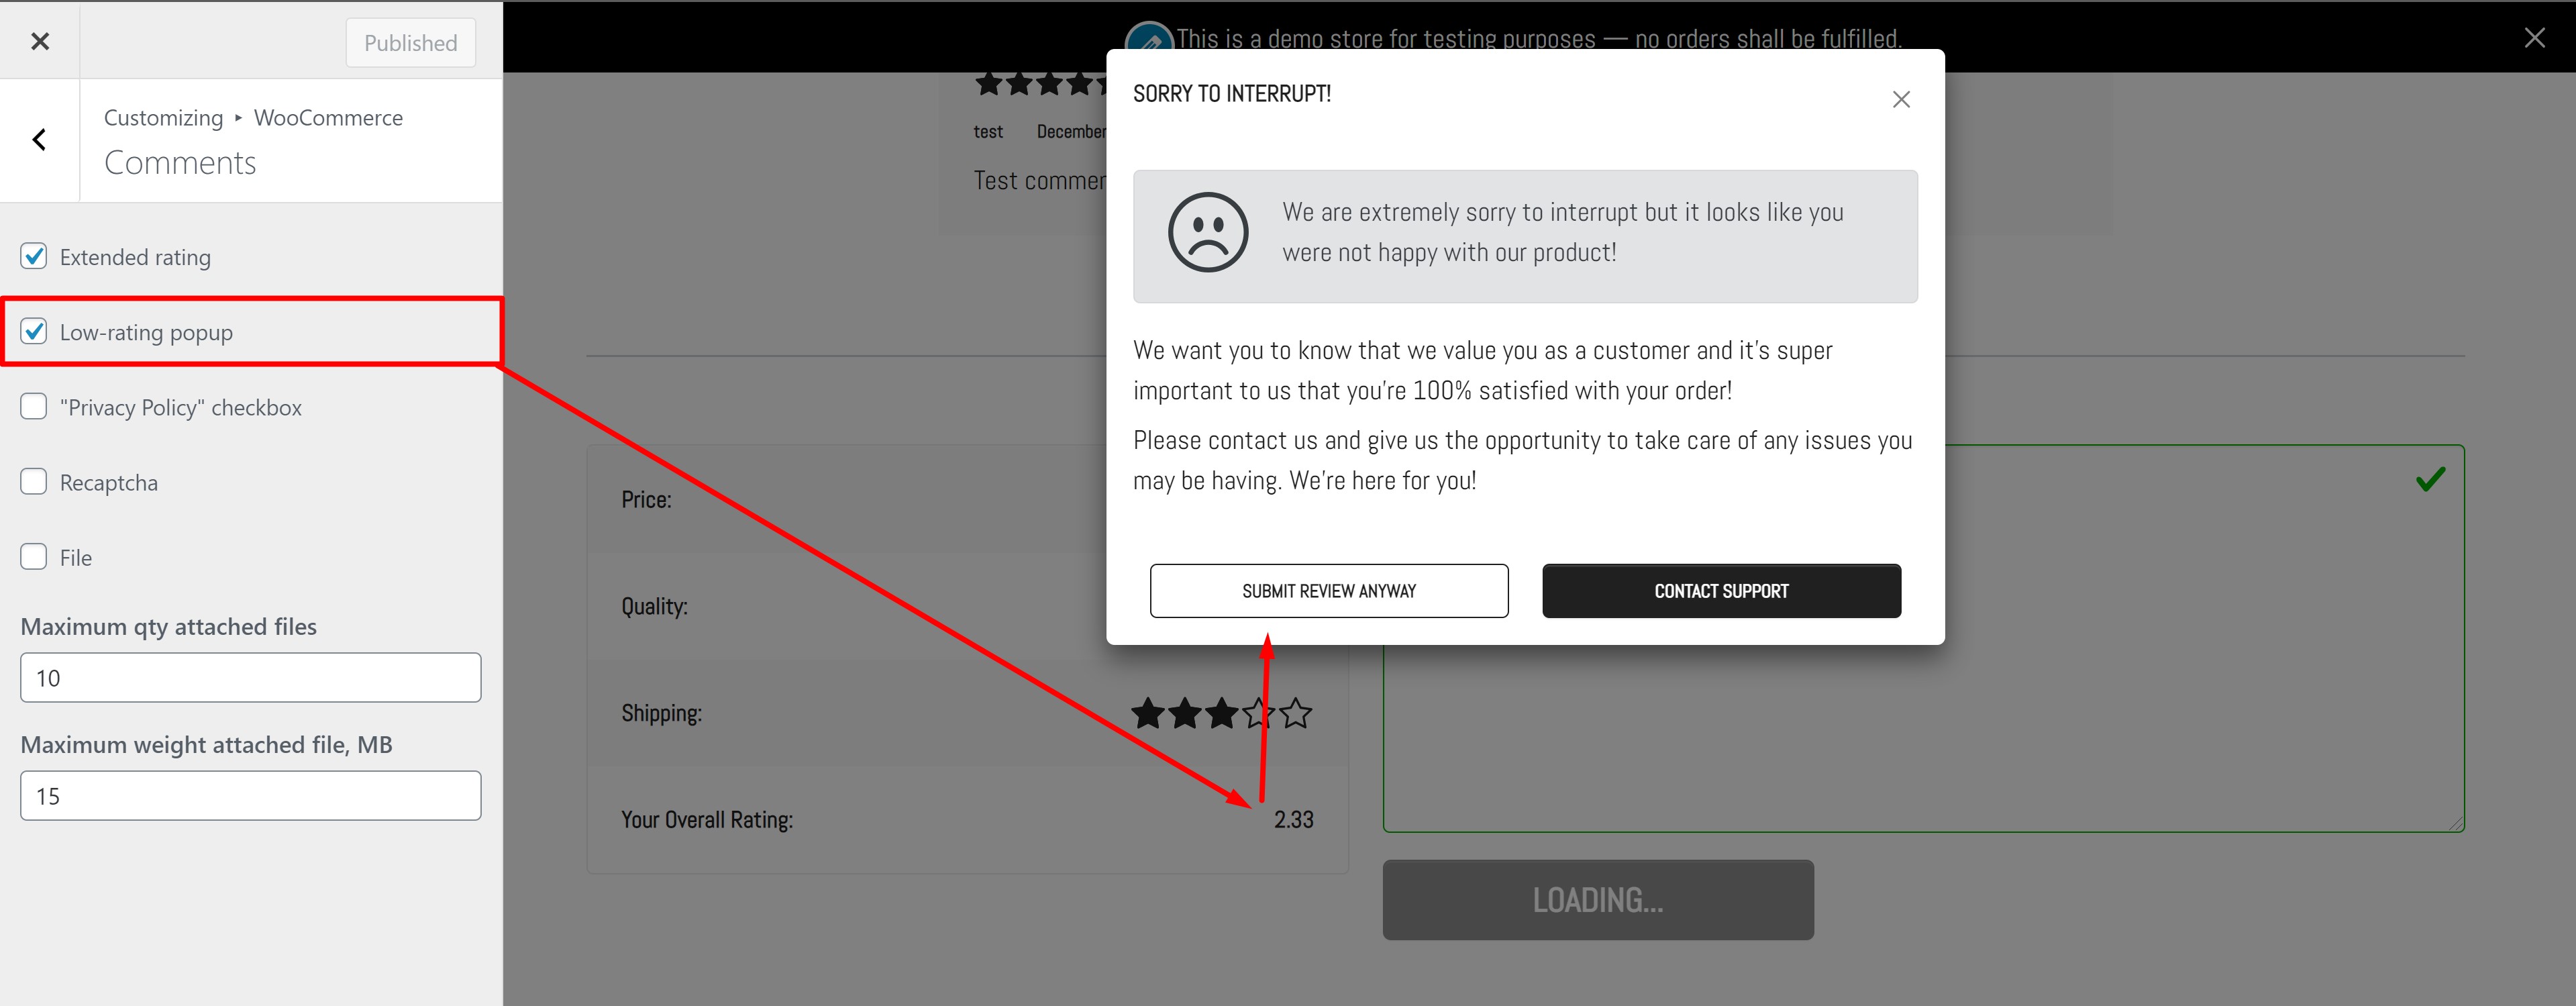 Published
Customizing ▸ WooCommerce
Comments
Extended rating
Low-rating popup
"Privacy Policy" checkbox
Recaptcha
File
Maximum qty attached files
10
Maximum weight attached file, MB
15
This is a demo store for testing purposes — no orders shall be fulfilled.
test December
Test
SORRY TO INTERRUPT!
We are extremely sorry to interrupt but it looks like you
were not happy with our product!
We want you to know that we value you as a customer and it's super
important to us that you're 100% satisfied with your order!
Please contact us and give us the opportunity to take care of any issues you
may be having. We're here for you!
SUBMIT REVIEW ANYWAY
CONTACT SUPPORT
Price:
Quality:
Shipping:
Your Overall Rating: 2.33
LOADING...